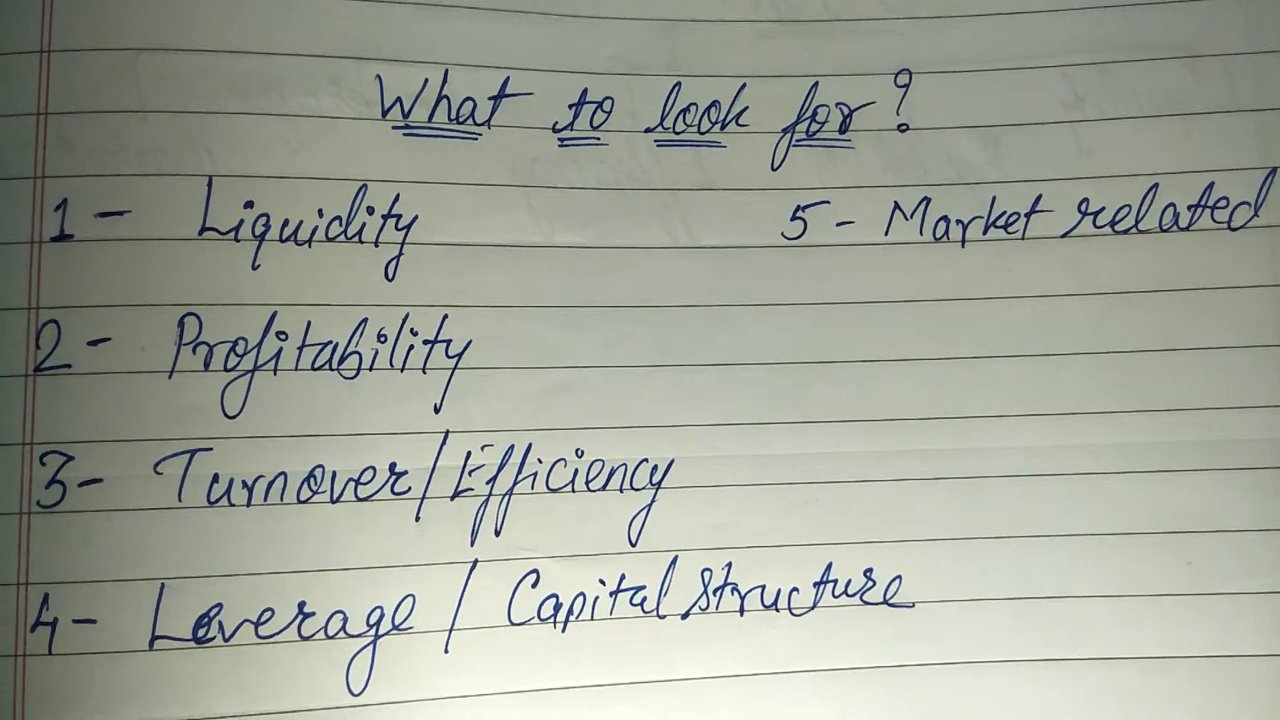 What to look for?
1 - Liquidity
5 - Market related
2 - Profitability
3 - Turnover/Efficiency
4 - Leverage / Capital Structure